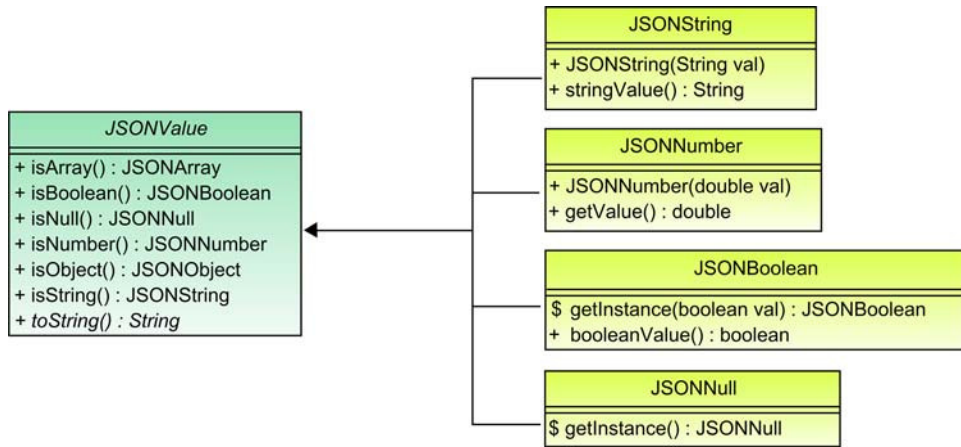 JSONValue
+ isArray() : JSONArray
+ isBoolean() : JSONBoolean
+ isNull() : JSONNull
+ isNumber() : JSONNumber
+ isObject() : JSONObject
+ isString() : JSONString
+ toString() : String
JSONString
+ JSONString(String val)
+ stringValue() : String
JSONNumber
+ JSONNumber(double val)
+ getValue() : double
JSONBoolean
$ getInstance(boolean val) : JSONBoolean
+ booleanValue() : boolean
JSONNull
$ getInstance() : JSONNull